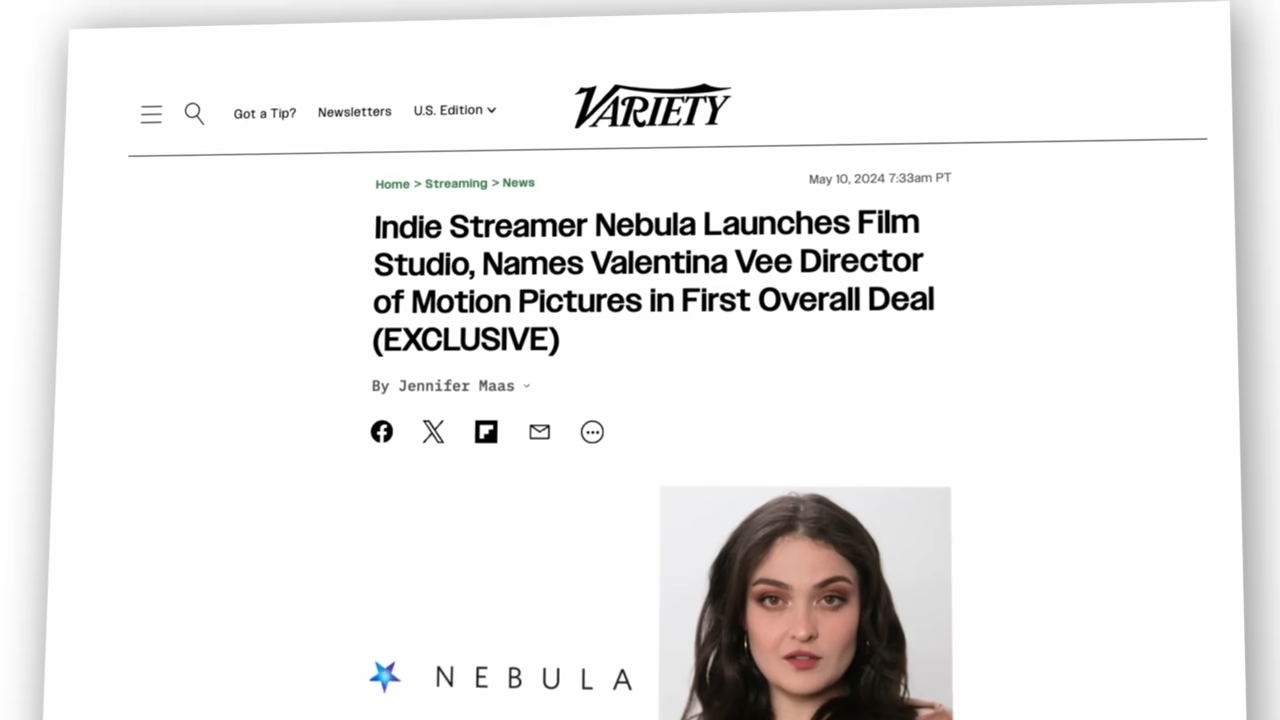 Got a Tip? Newsletters U.S. Edition VARIETY
Home > Streaming > News May 10, 2024 7:33am PT
Indie Streamer Nebula Launches Film
Studio, Names Valentina Vee Director
of Motion Pictures in First Overall Deal
(EXCLUSIVE)
By Jennifer Maas
NEBULA